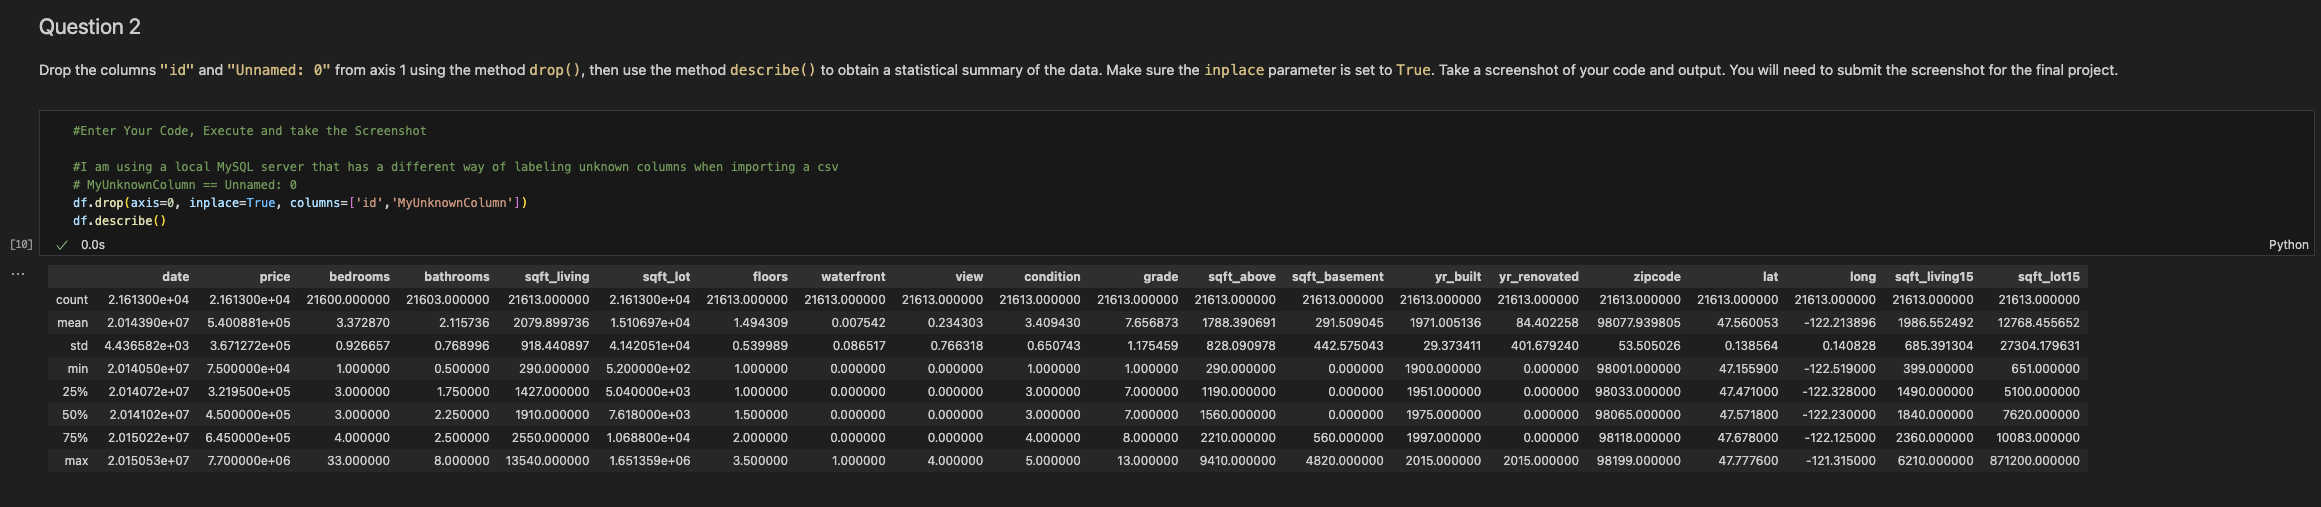 Question 2
Drop the columns "id" and "Unnamed: 0" from axis 1 using the method drop(), then use the method describe() to obtain a statistical summary of the data. Make sure the inplace parameter is set to True. Take a screenshot of your code and output. You will need to submit the screenshot for the final project.
#Enter Your Code, Execute and take the Screenshot
#I am using a local MySQL server that has a different way of labeling unknown columns when importing a csv
# MyUnknownColumn == Unnamed: 0
df.drop(axis=0, inplace=True, columns=['id','MyUnknownColumn'])
df.describe()
[10] ✓ 0.0s Python
...
date price bedrooms bathrooms sqft_living sqft_lot floors waterfront view condition grade sqft_above sqft_basement yr_built yr_renovated zipcode lat long sqft_living15 sqft_lot15
count 2.161300e+04 2.161300e+04 21600.000000 21603.000000 21613.000000 2.161300e+04 21613.000000 21613.000000 21613.000000 21613.000000 21613.000000 21613.000000 21613.000000 21613.000000 21613.000000 21613.000000 21613.000000 21613.000000 21613.000000 21613.000000
mean 2.014390e+07 5.400881e+05 3.372870 2.115736 2079.899736 1.510697e+04 1.494309 0.007542 0.234303 3.409430 7.656873 1788.390691 291.509045 1971.005136 84.402258 98077.939805 47.560053 -122.213896 1986.552492 12768.455652
std 4.436582e+03 3.671272e+05 0.926657 0.768996 918.440897 4.142051e+04 0.539989 0.086517 0.766318 0.650743 1.175459 828.090978 442.575043 29.373411 401.679240 53.505026 0.138564 0.140828 685.391304 27304.179631
min 2.014050e+07 7.500000e+04 1.000000 0.500000 290.000000 5.200000e+02 1.000000 0.000000 0.000000 1.000000 1.000000 290.000000 0.000000 1900.000000 0.000000 98001.000000 47.155900 -122.519000 399.000000 651.000000
25% 2.014072e+07 3.219500e+05 3.000000 1.750000 1427.000000 5.040000e+03 1.000000 0.000000 0.000000 3.000000 7.000000 1190.000000 0.000000 1951.000000 0.000000 98033.000000 47.471000 -122.328000 1490.000000 5100.000000
50% 2.014102e+07 4.500000e+05 3.000000 2.250000 1910.000000 7.618000e+03 1.500000 0.000000 0.000000 3.000000 7.000000 1560.000000 0.000000 1975.000000 0.000000 98065.000000 47.571800 -122.230000 1840.000000 7620.000000
75% 2.015022e+07 6.450000e+05 4.000000 2.500000 2550.000000 1.068800e+04 2.000000 0.000000 0.000000 4.000000 8.000000 2210.000000 560.000000 1997.000000 0.000000 98118.000000 47.678000 -122.125000 2360.000000 10083.000000
max 2.015053e+07 7.700000e+06 33.000000 8.000000 13540.000000 1.651359e+06 3.500000 1.000000 4.000000 5.000000 13.000000 9410.000000 4820.000000 2015.000000 2015.000000 98199.000000 47.777600 -121.315000 6210.000000 871200.000000